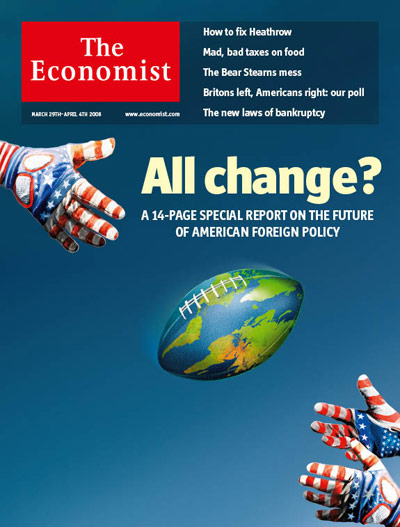 The
Economist
MARCH 29TH–APRIL 4TH 2008
www.economist.com
How to fix Heathrow
Mad, bad taxes on food
The Bear Stearns mess
Britons left, Americans right: our poll
The new laws of bankruptcy
All change?
A 14-PAGE SPECIAL REPORT ON THE FUTURE
OF AMERICAN FOREIGN POLICY